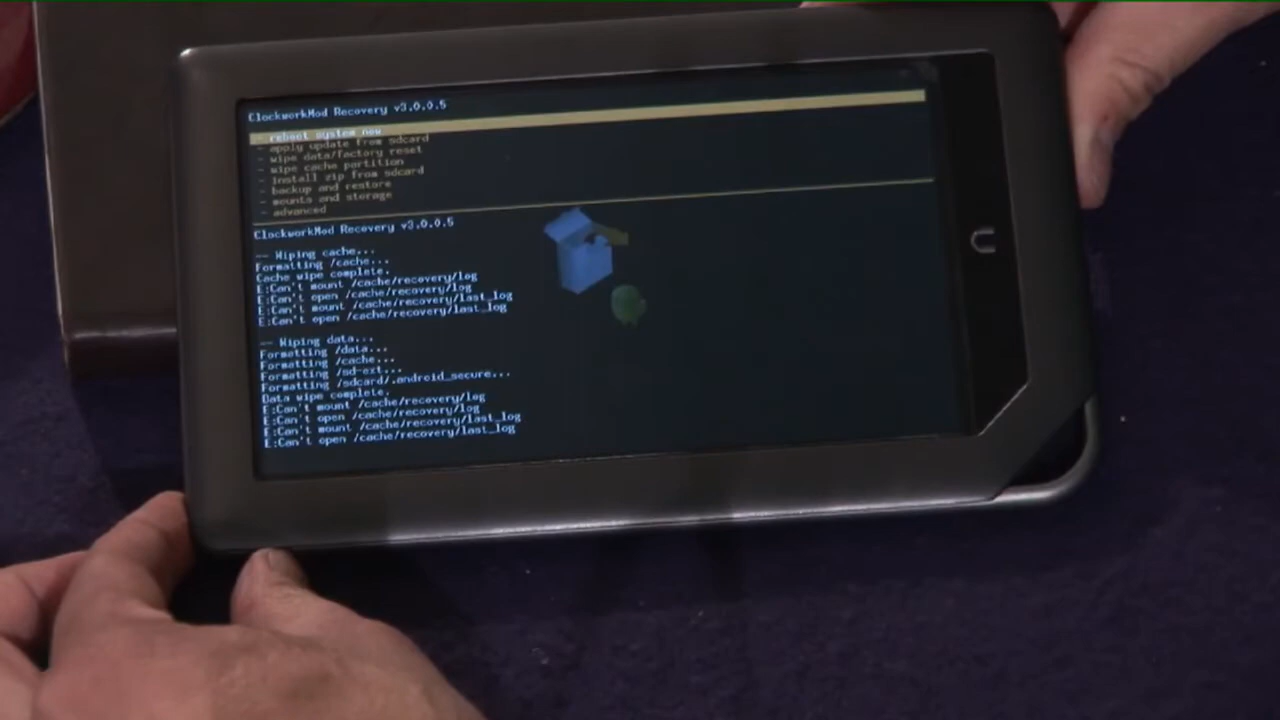 ClockworkMod Recovery v3.0.0.5
- reboot system now
- apply update from sdcard
- wipe data/factory reset
- wipe cache partition
- install zip from sdcard
- backup and restore
- mounts and storage
- advanced
ClockworkMod Recovery v3.0.0.5
-- Wiping cache...
Formatting /cache...
Cache wipe complete.
E:Can't mount /cache/recovery/log
E:Can't open /cache/recovery/log
E:Can't mount /cache/recovery/last_log
E:Can't open /cache/recovery/last_log
-- Wiping data...
Formatting /data...
Formatting /cache...
Formatting /sd-ext...
Formatting /sdcard/.android_secure...
Data wipe complete.
E:Can't mount /cache/recovery/log
E:Can't open /cache/recovery/log
E:Can't mount /cache/recovery/last_log
E:Can't open /cache/recovery/last_log